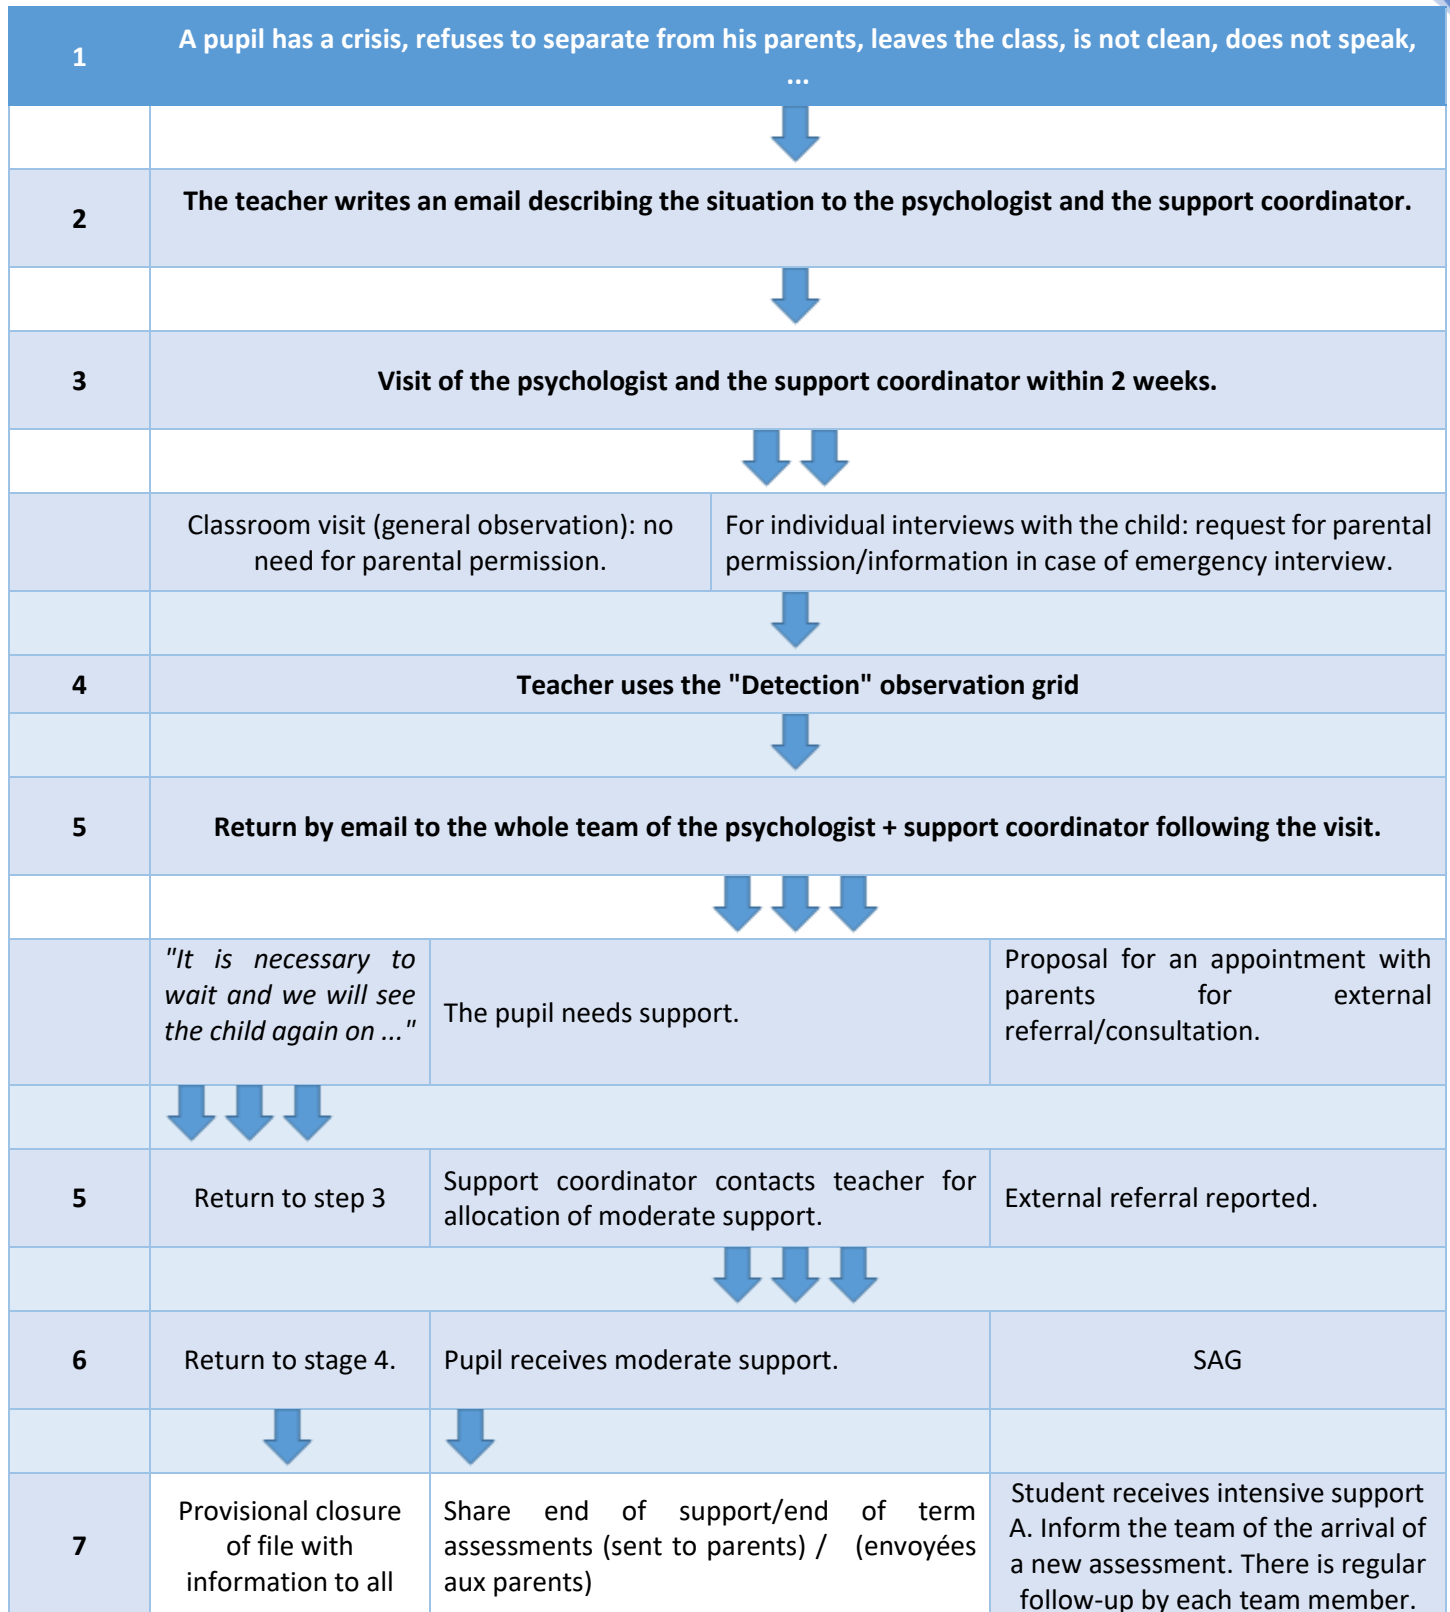 1
A pupil has a crisis, refuses to separate from his parents, leaves the class, is not clean, does not speak,
...
2
The teacher writes an email describing the situation to the psychologist and the support coordinator.
3
Visit of the psychologist and the support coordinator within 2 weeks.
Classroom visit (general observation): no
need for parental permission.
For individual interviews with the child: request for parental
permission/information in case of emergency interview.
4
Teacher uses the "Detection" observation grid
5
Return by email to the whole team of the psychologist + support coordinator following the visit.
"It is necessary to
wait and we will see
the child again on ..."
The pupil needs support.
Proposal for an appointment with
parents for external
referral/consultation.
5
Return to step 3
Support coordinator contacts teacher for
allocation of moderate support.
External referral reported.
6
Return to stage 4.
Pupil receives moderate support.
SAG
7
Provisional closure
of file with
information to all
Share end of support/end of term
assessments (sent to parents) / (envoyées
aux parents)
Student receives intensive support
A. Inform the team of the arrival of
a new assessment. There is regular
follow-up by each team member.